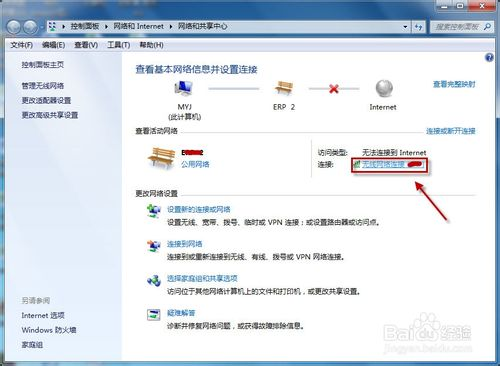 控制面板 ▸ 网络和 Internet ▸ 网络和共享中心
搜索控制面板
文件(F) 编辑(E) 查看(V) 工具(T) 帮助(H)
控制面板主页
管理无线网络
更改适配器设置
更改高级共享设置
查看基本网络信息并设置连接
查看完整映射
MYJ
(此计算机)
ERP 2
Internet
查看活动网络
连接或断开连接
公用网络
访问类型: 无法连接到 Internet
连接: 无线网络连接
更改网络设置
设置新的连接或网络
设置无线、宽带、拨号、临时或 VPN 连接;或设置路由器或访问点。
连接到网络
连接或重新连接到无线、有线、拨号或 VPN 网络连接。
选择家庭组和共享选项
访问位于其他网络计算机上的文件和打印机,或更改共享设置。
疑难解答
诊断并修复网络问题,或获得故障排除信息。
另请参阅
Internet 选项
Windows 防火墙
家庭组
Baidu 经验
jingyan.baidu.com